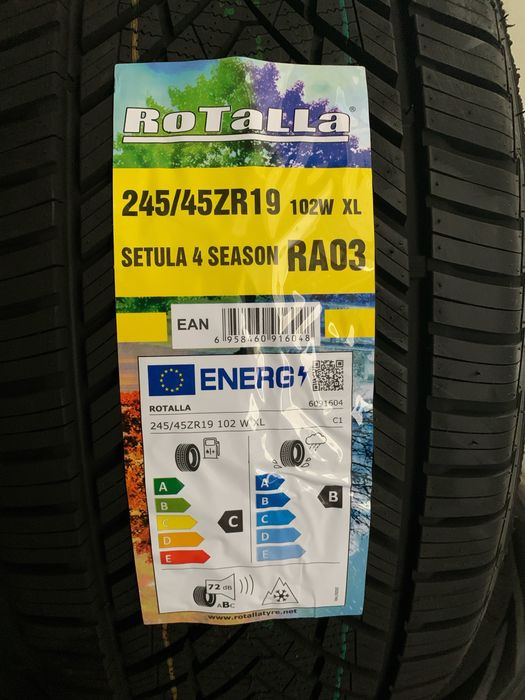 RoTalla®
245/45ZR19 102W XL
SETULA 4 SEASON RA03
EAN
6 958460 916048
ENERG
ROTALLA 6091604
245/45ZR19 102 W XL C1
A A
B B B
C C C
D D
E E
72 dB
ABC
www.rotallatyre.net